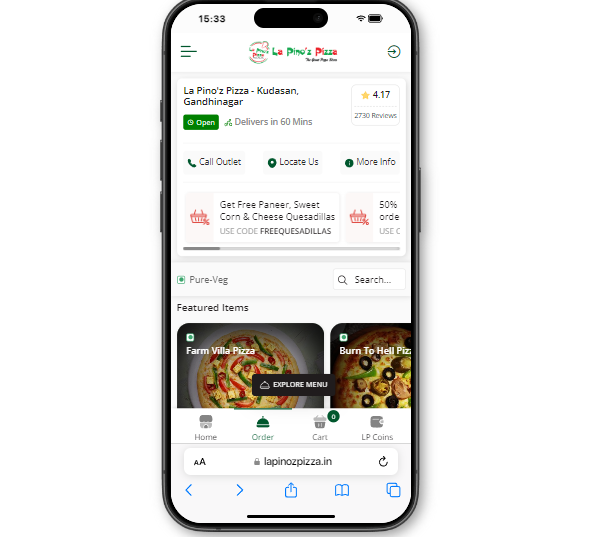 15:33
La Pino'z Pizza
The Great Pizza Shop
La Pino'z Pizza - Kudasan,
Gandhinagar
4.17
2730 Reviews
Open
Delivers in 60 Mins
Call Outlet
Locate Us
More Info
Get Free Paneer, Sweet
Corn & Cheese Quesadillas
USE CODE FREEQUESADILLAS
50%
orde
USE C
Pure-Veg
Search...
Featured Items
Farm Villa Pizza
Burn To Hell Pizz
EXPLORE MENU
0
Home
Order
Cart
LP Coins
AA
lapinozpizza.in